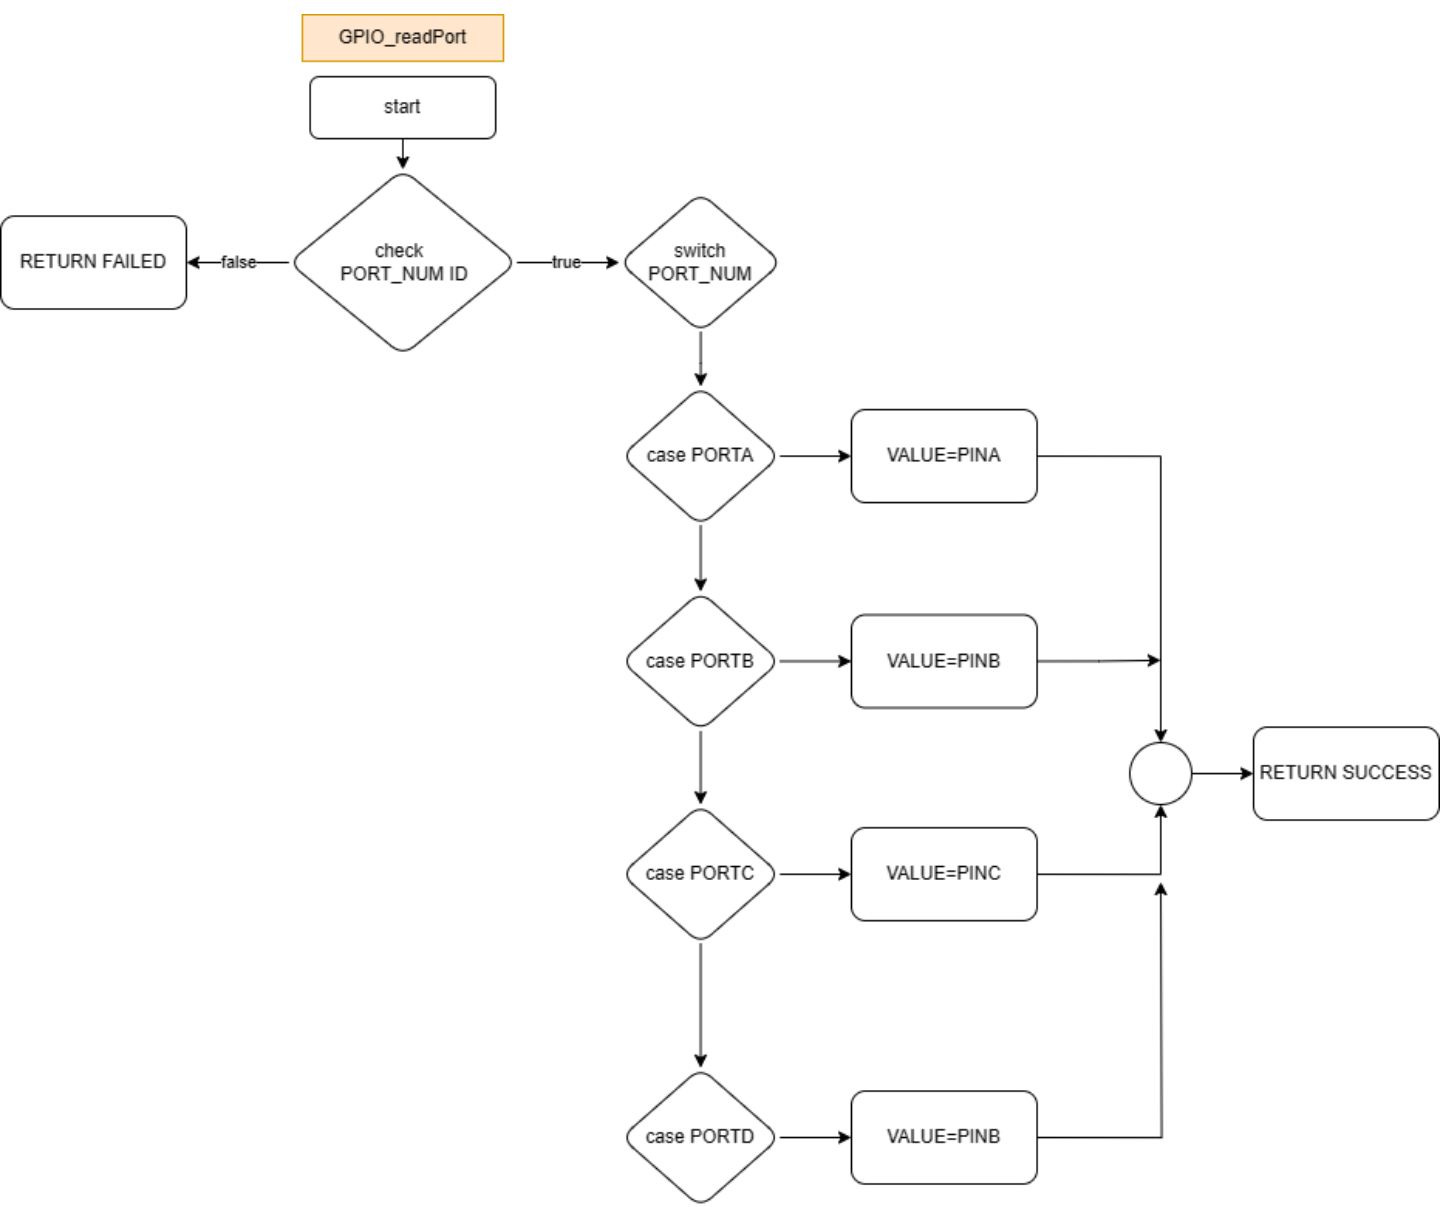 GPIO_readPort
start
check
PORT_NUM ID
RETURN FAILED
false
true
switch
PORT_NUM
case PORTA
VALUE=PINA
case PORTB
VALUE=PINB
RETURN SUCCESS
case PORTC
VALUE=PINC
case PORTD
VALUE=PINB